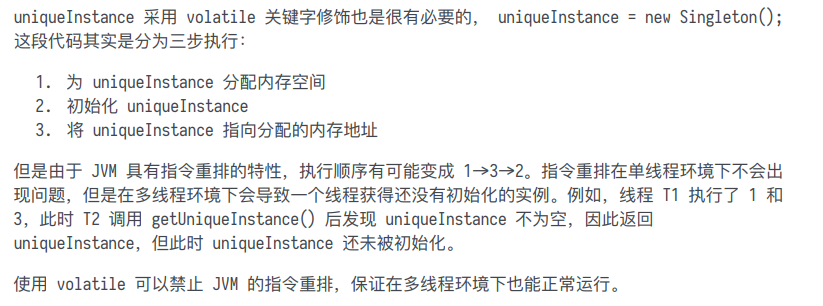 uniqueInstance 采用 volatile 关键字修饰也是很有必要的， uniqueInstance = new Singleton();
这段代码其实是分为三步执行：
1. 为 uniqueInstance 分配内存空间
2. 初始化 uniqueInstance
3. 将 uniqueInstance 指向分配的内存地址
但是由于 JVM 具有指令重排的特性，执行顺序有可能变成 1->3->2。指令重排在单线程环境下不会出
现问题，但是在多线程环境下会导致一个线程获得还没有初始化的实例。例如，线程 T1 执行了 1 和
3，此时 T2 调用 getUniqueInstance() 后发现 uniqueInstance 不为空，因此返回
uniqueInstance，但此时 uniqueInstance 还未被初始化。
使用 volatile 可以禁止 JVM 的指令重排，保证在多线程环境下也能正常运行。